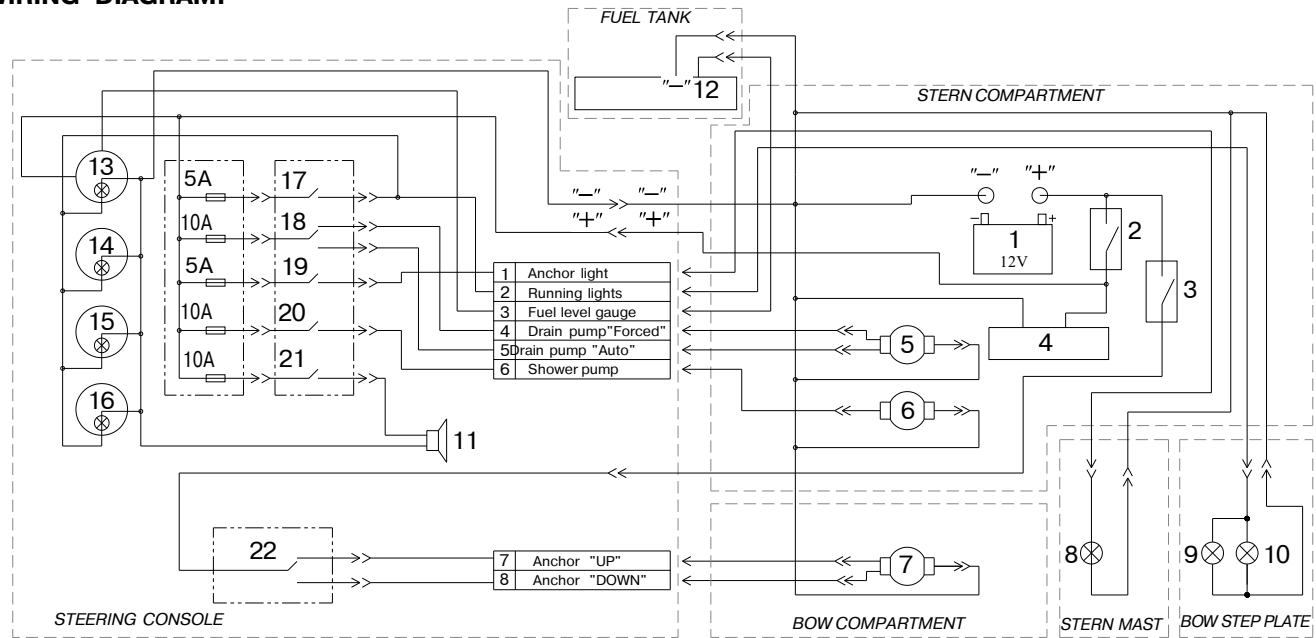 WIRING DIAGRAM:
FUEL TANK
"—" 12
STERN COMPARTMENT
13
5A 17
10A 18
14
5A 19
15
10A 20
10A 21
16
"—" "—"
"+" "+"
"—" "+"
− +
1
12V
2
3
4
1 Anchor light
2 Running lights
3 Fuel level gauge
4 Drain pump"Forced"
5 Drain pump "Auto"
6 Shower pump
5
6
11
22
7 Anchor "UP"
8 Anchor "DOWN"
7
8
9
10
STEERING CONSOLE
BOW COMPARTMENT
STERN MAST
BOW STEP PLATE